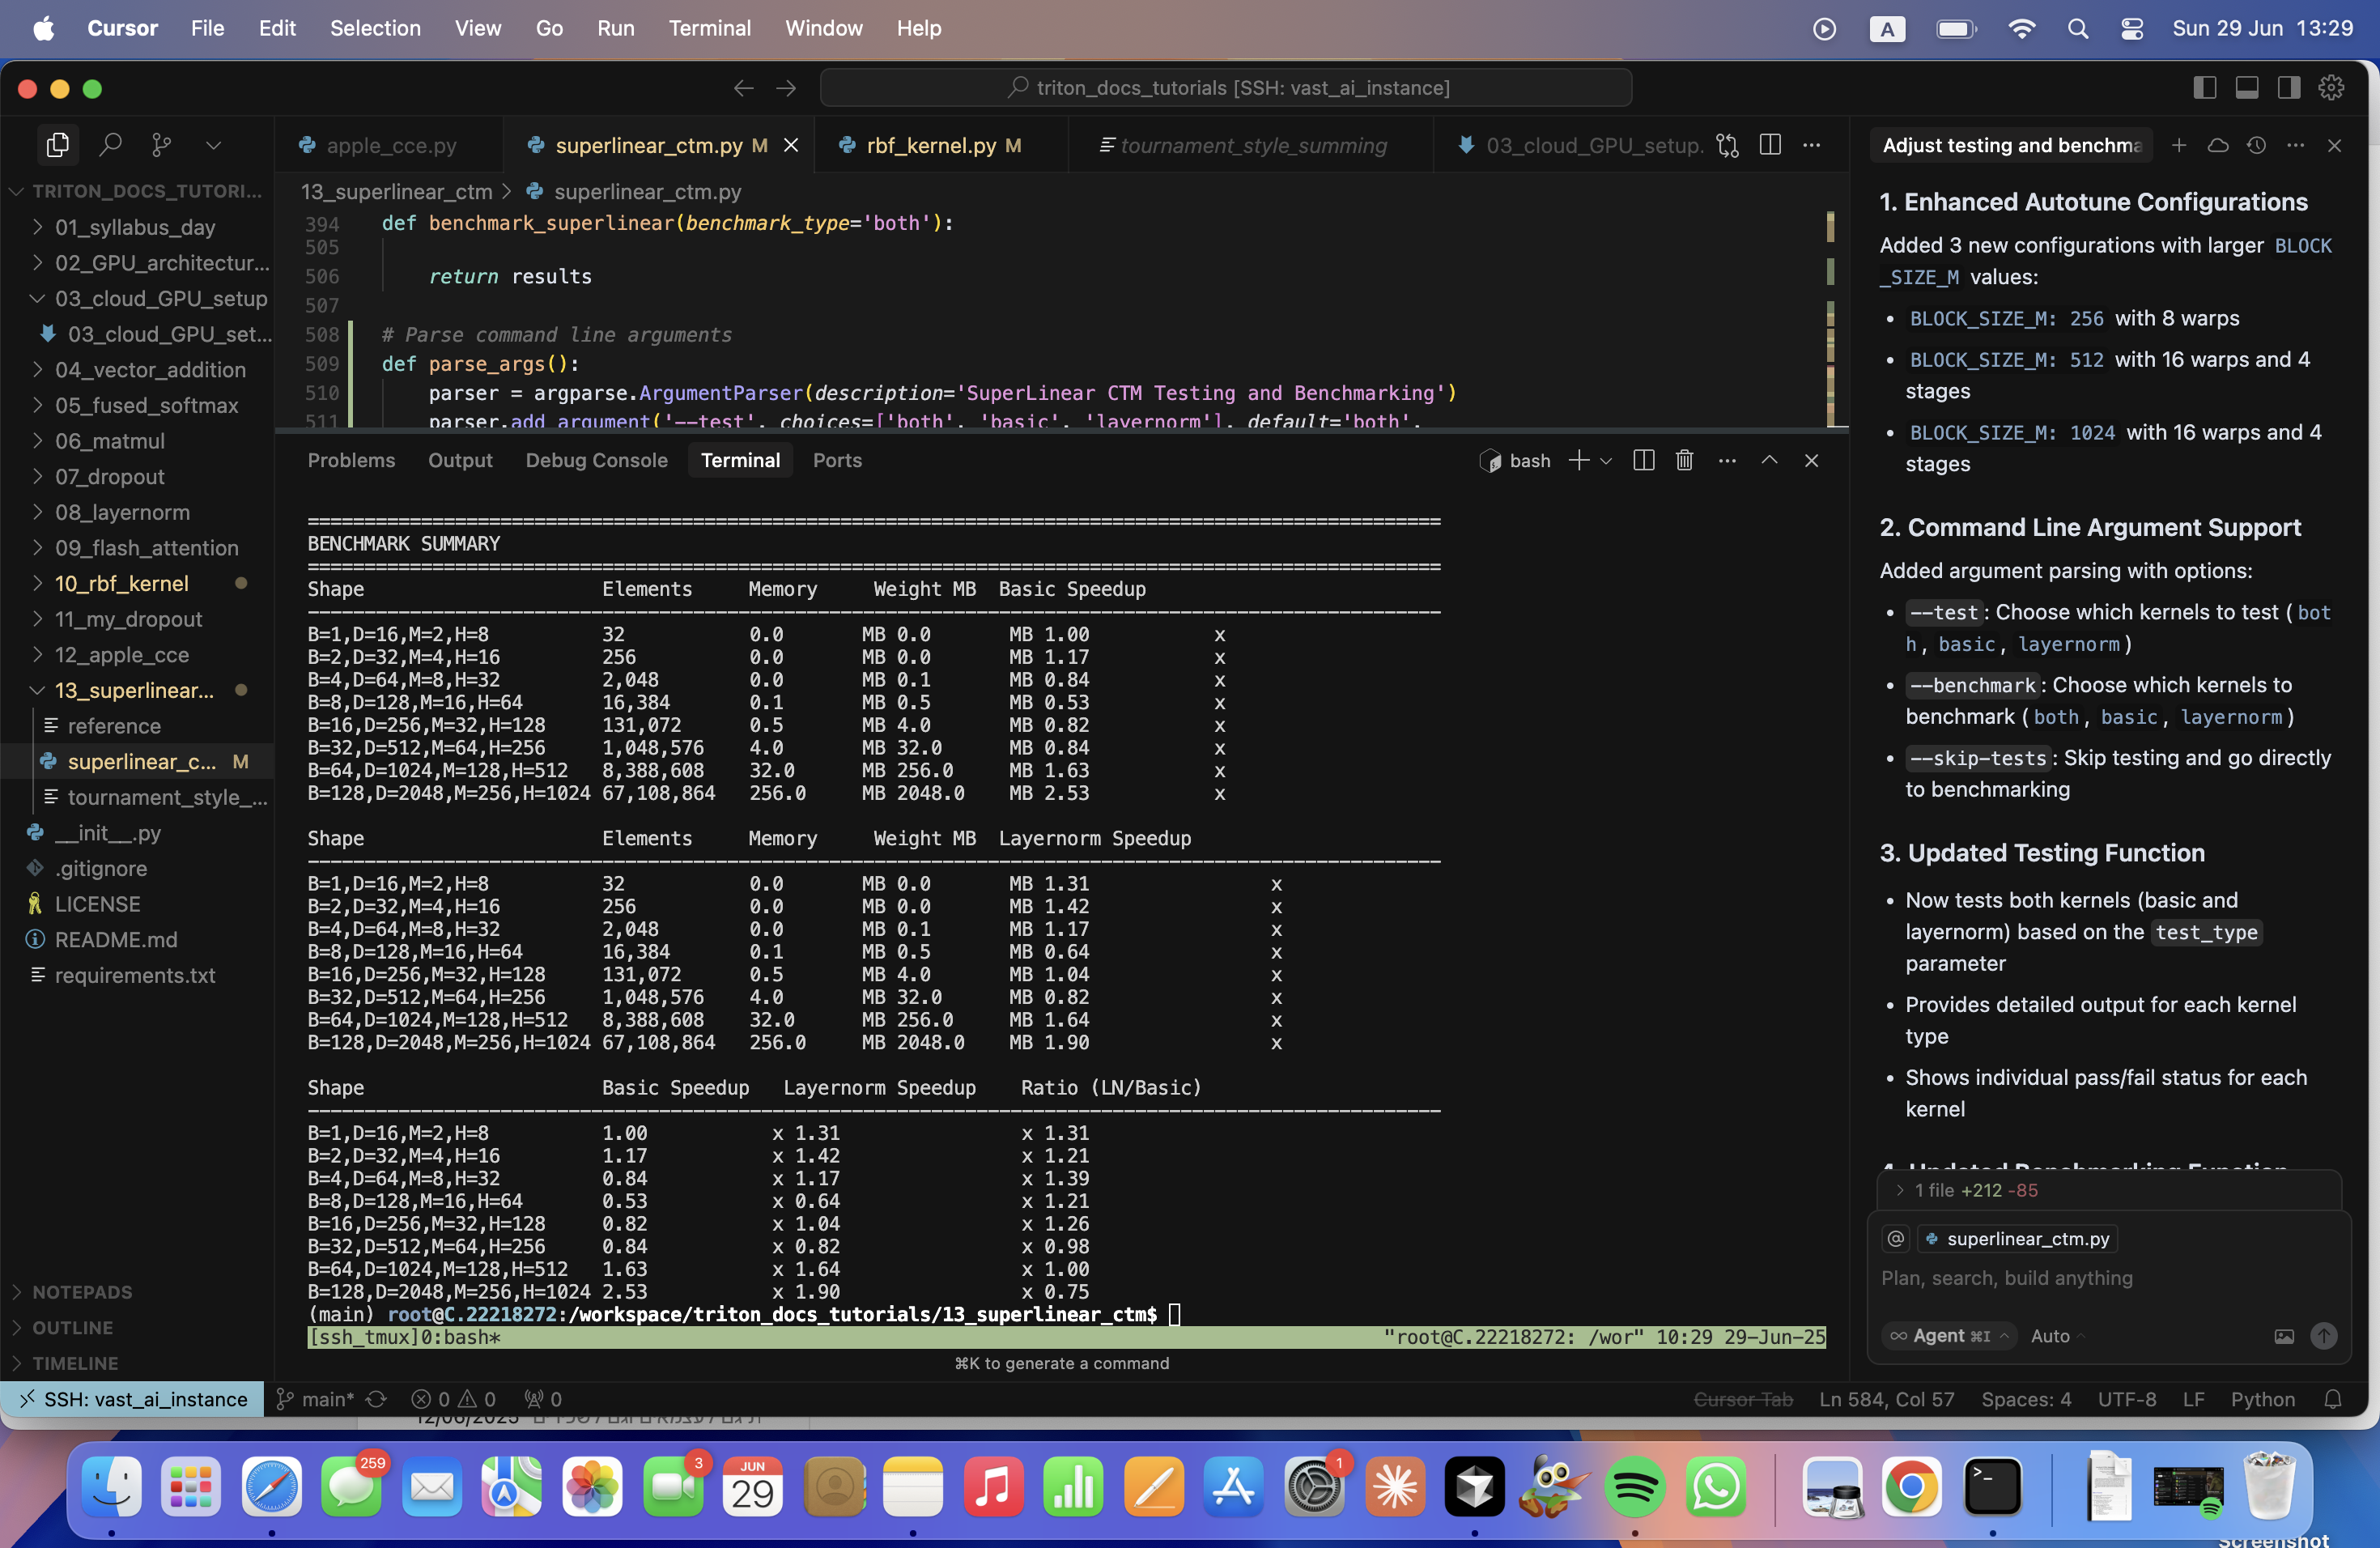 Cursor File Edit Selection View Go Run Terminal Window Help
A
Sun 29 Jun 13:29
triton_docs_tutorials [SSH: vast_ai_instance]
apple_cce.py
superlinear_ctm.py M
rbf_kernel.py M
tournament_style_summing
03_cloud_GPU_setup.
TRITON_DOCS_TUTORI...
01_syllabus_day
02_GPU_architectur...
03_cloud_GPU_setup
03_cloud_GPU_set...
04_vector_addition
05_fused_softmax
06_matmul
07_dropout
08_layernorm
09_flash_attention
10_rbf_kernel
11_my_dropout
12_apple_cce
13_superlinear...
reference
superlinear_c... M
tournament_style_...
__init__.py
.gitignore
LICENSE
README.md
requirements.txt
NOTEPADS
OUTLINE
TIMELINE
13_superlinear_ctm > superlinear_ctm.py
394 def benchmark_superlinear(benchmark_type='both'):
505
506 return results
507
508 # Parse command line arguments
509 def parse_args():
510 parser = argparse.ArgumentParser(description='SuperLinear CTM Testing and Benchmarking')
511 parser.add_argument('--test', choices=['both', 'basic', 'layernorm'], default='both',
Problems Output Debug Console Terminal Ports
bash
BENCHMARK SUMMARY
Shape Elements Memory Weight MB Basic Speedup
B=1,D=16,M=2,H=8 32 0.0 MB 0.0 MB 1.00 x
B=2,D=32,M=4,H=16 256 0.0 MB 0.0 MB 1.17 x
B=4,D=64,M=8,H=32 2,048 0.0 MB 0.1 MB 0.84 x
B=8,D=128,M=16,H=64 16,384 0.1 MB 0.5 MB 0.53 x
B=16,D=256,M=32,H=128 131,072 0.5 MB 4.0 MB 0.82 x
B=32,D=512,M=64,H=256 1,048,576 4.0 MB 32.0 MB 0.84 x
B=64,D=1024,M=128,H=512 8,388,608 32.0 MB 256.0 MB 1.63 x
B=128,D=2048,M=256,H=1024 67,108,864 256.0 MB 2048.0 MB 2.53 x
Shape Elements Memory Weight MB Layernorm Speedup
B=1,D=16,M=2,H=8 32 0.0 MB 0.0 MB 1.31 x
B=2,D=32,M=4,H=16 256 0.0 MB 0.0 MB 1.42 x
B=4,D=64,M=8,H=32 2,048 0.0 MB 0.1 MB 1.17 x
B=8,D=128,M=16,H=64 16,384 0.1 MB 0.5 MB 0.64 x
B=16,D=256,M=32,H=128 131,072 0.5 MB 4.0 MB 1.04 x
B=32,D=512,M=64,H=256 1,048,576 4.0 MB 32.0 MB 0.82 x
B=64,D=1024,M=128,H=512 8,388,608 32.0 MB 256.0 MB 1.64 x
B=128,D=2048,M=256,H=1024 67,108,864 256.0 MB 2048.0 MB 1.90 x
Shape Basic Speedup Layernorm Speedup Ratio (LN/Basic)
B=1,D=16,M=2,H=8 1.00 x 1.31 x 1.31
B=2,D=32,M=4,H=16 1.17 x 1.42 x 1.21
B=4,D=64,M=8,H=32 0.84 x 1.17 x 1.39
B=8,D=128,M=16,H=64 0.53 x 0.64 x 1.21
B=16,D=256,M=32,H=128 0.82 x 1.04 x 1.26
B=32,D=512,M=64,H=256 0.84 x 0.82 x 0.98
B=64,D=1024,M=128,H=512 1.63 x 1.64 x 1.00
B=128,D=2048,M=256,H=1024 2.53 x 1.90 x 0.75
(main) root@C.22218272:/workspace/triton_docs_tutorials/13_superlinear_ctm$
[ssh_tmux]0:bash* "root@C.22218272: /wor" 10:29 29-Jun-25
⌘K to generate a command
Adjust testing and benchma
1. Enhanced Autotune Configurations
Added 3 new configurations with larger BLOCK
_SIZE_M values:
• BLOCK_SIZE_M: 256 with 8 warps
• BLOCK_SIZE_M: 512 with 16 warps and 4
stages
• BLOCK_SIZE_M: 1024 with 16 warps and 4
stages
2. Command Line Argument Support
Added argument parsing with options:
• --test: Choose which kernels to test (bot
h, basic, layernorm)
• --benchmark: Choose which kernels to
benchmark (both, basic, layernorm)
• --skip-tests: Skip testing and go directly
to benchmarking
3. Updated Testing Function
• Now tests both kernels (basic and
layernorm) based on the test_type
parameter
• Provides detailed output for each kernel
type
• Shows individual pass/fail status for each
kernel
4. Updated Benchmarking Function
1 file +212 -85
@ superlinear_ctm.py
Plan, search, build anything
∞ Agent ⌘I Auto
SSH: vast_ai_instance main* 0 0 0
Cursor Tab Ln 584, Col 57 Spaces: 4 UTF-8 LF Python
12/06/2025
259
3
JUN
29
1
Screenshot